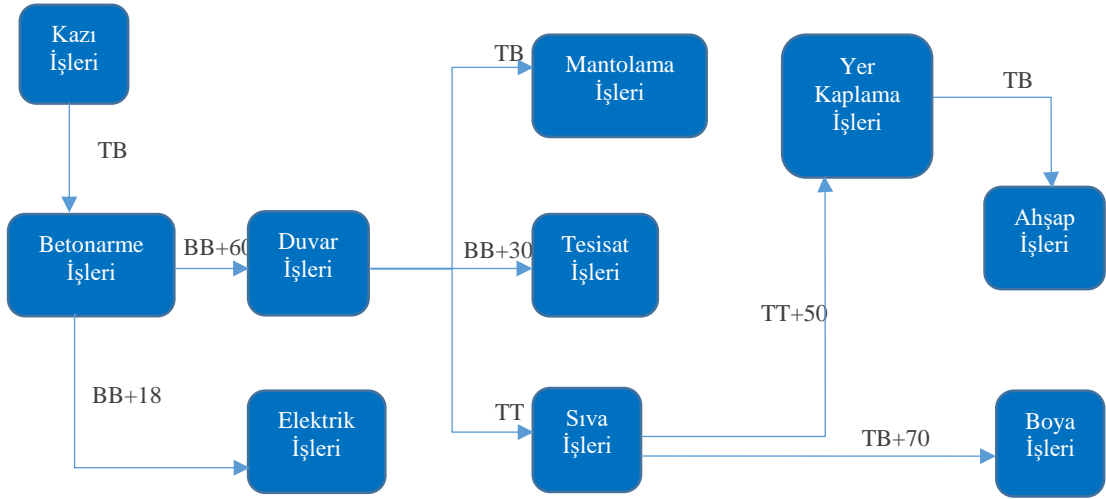 Kazı
İşleri
TB
Betonarme
İşleri
BB+60
Duvar
İşleri
BB+18
Elektrik
İşleri
TB
Mantolama
İşleri
BB+30
Tesisat
İşleri
TT
Sıva
İşleri
TT+50
Yer
Kaplama
İşleri
TB
Ahşap
İşleri
TB+70
Boya
İşleri